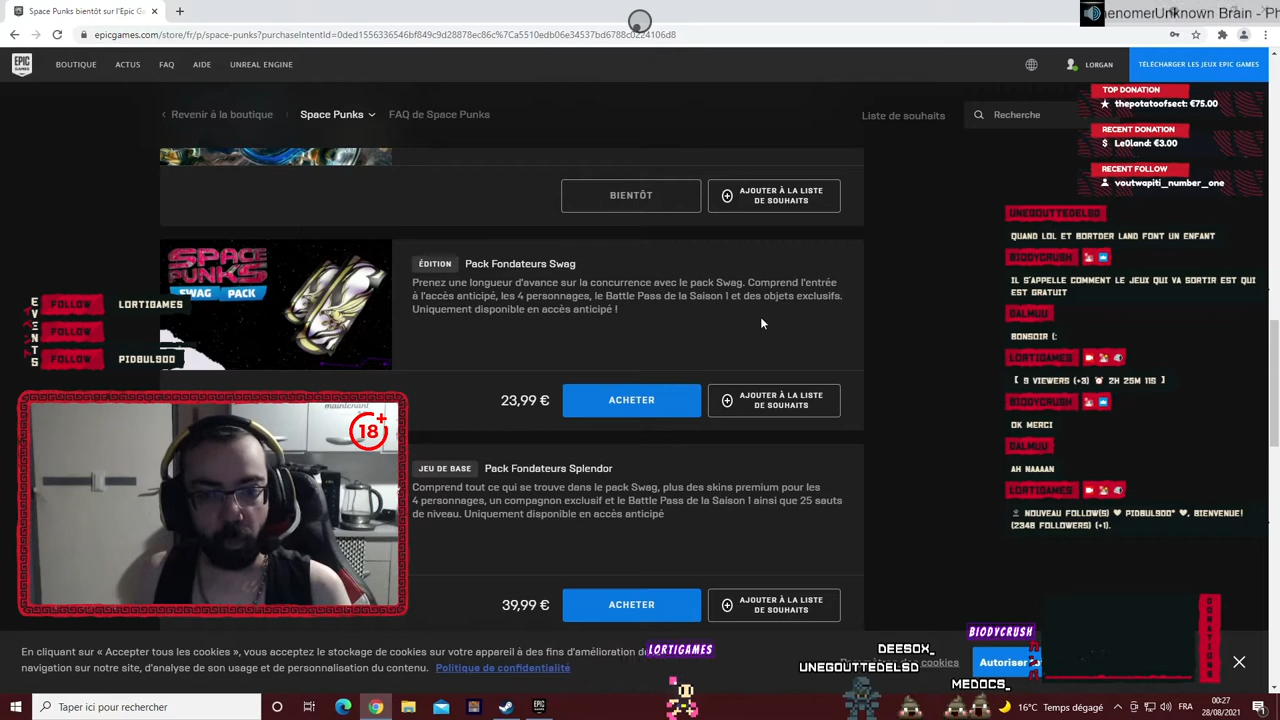 Space Punks bientôt sur l'Epic G
PhenomerUnknown Brain - Pl
epicgames.com/store/fr/p/space-punks?purchaseIntentId=0ded1556336546bf849c9d28878ec86c%7Ca5510edb06e34537bd6788c0224106d8
EPIC GAMES
BOUTIQUE
ACTUS
FAQ
AIDE
UNREAL ENGINE
LORGAN
TÉLÉCHARGER LES JEUX EPIC GAMES
Revenir à la boutique
Space Punks
FAQ de Space Punks
Liste de souhaits
Recherche
TOP DONATION
thepotatoofsect: €75.00
RECENT DONATION
Le0land: €3.00
RECENT FOLLOW
voutwapiti_number_one
BIENTÔT
AJOUTER À LA LISTE
DE SOUHAITS
SPACE
PUNKS
SWAG PACK
ÉDITION
Pack Fondateurs Swag
Prenez une longueur d'avance sur la concurrence avec le pack Swag. Comprend l'entrée
à l'accès anticipé, les 4 personnages, le Battle Pass de la Saison 1 et des objets exclusifs.
Uniquement disponible en accès anticipé !
23,99 €
ACHETER
AJOUTER À LA LISTE
DE SOUHAITS
JEU DE BASE
Pack Fondateurs Splendor
Comprend tout ce qui se trouve dans le pack Swag, plus des skins premium pour les
4 personnages, un compagnon exclusif et le Battle Pass de la Saison 1 ainsi que 25 sauts
de niveau. Uniquement disponible en accès anticipé
39,99 €
ACHETER
AJOUTER À LA LISTE
DE SOUHAITS
EVENTS
FOLLOW LORTIGAMES
FOLLOW
FOLLOW PIDBUL900
maintenant
18+
UNEGOUTTEDELSD
QUAND LOL ET BORTDER LAND FONT UN ENFANT
BIODYCRUSH
IL S'APPELLE COMMENT LE JEUX QUI VA SORTIR EST QUI
EST GRATUIT
DALMUU
BONSOIR (:
LORTIGAMES
[ 9 VIEWERS (+3) 2H 25M 11S ]
BIODYCRUSH
OK MERCI
DALMUU
AH NAAAAN
LORTIGAMES
NOUVEAU FOLLOW(S) PIDBUL900* , BIENVENUE!
(2348 FOLLOWERS) (+1).
DONATIONS
En cliquant sur « Accepter tous les cookies », vous acceptez le stockage de cookies sur votre appareil à des fins d'amélioration de
navigation sur notre site, d'analyse de son usage et de personnalisation du contenu. Politique de confidentialité
cookies
Autoriser
BIODYCRUSH
LORTIGAMES
DEESOX_
UNEGOUTTEDELSD
MEDOCS_
Taper ici pour rechercher
16°C Temps dégagé
FRA
00:27
28/08/2021